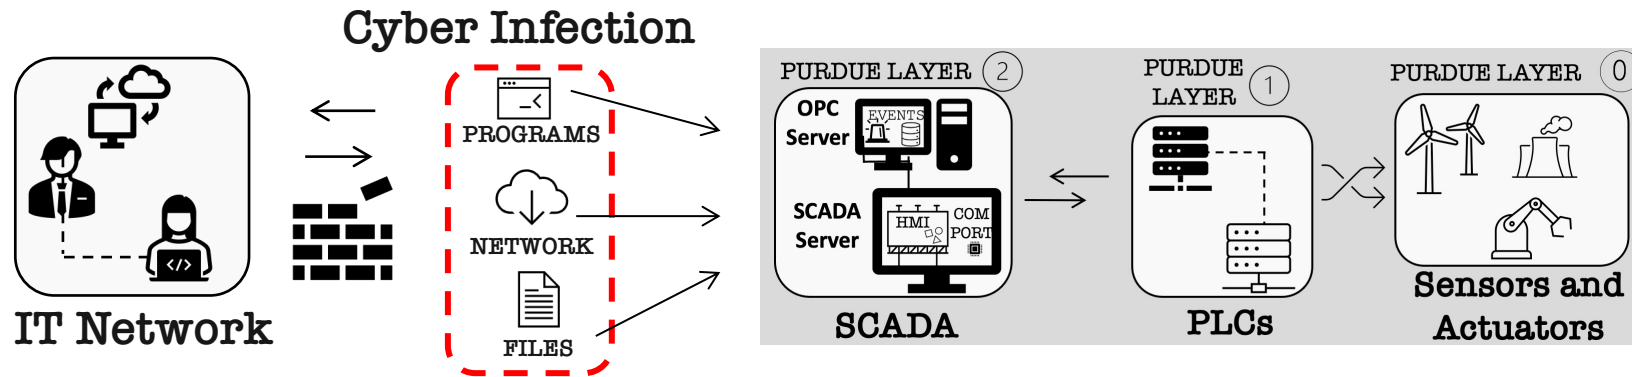 Cyber Infection
IT Network
PROGRAMS
NETWORK
FILES
PURDUE LAYER 2
OPC
Server
EVENTS
SCADA
Server
HMI
COM
PORT
SCADA
PURDUE
LAYER 1
PLCs
PURDUE LAYER 0
Sensors and
Actuators